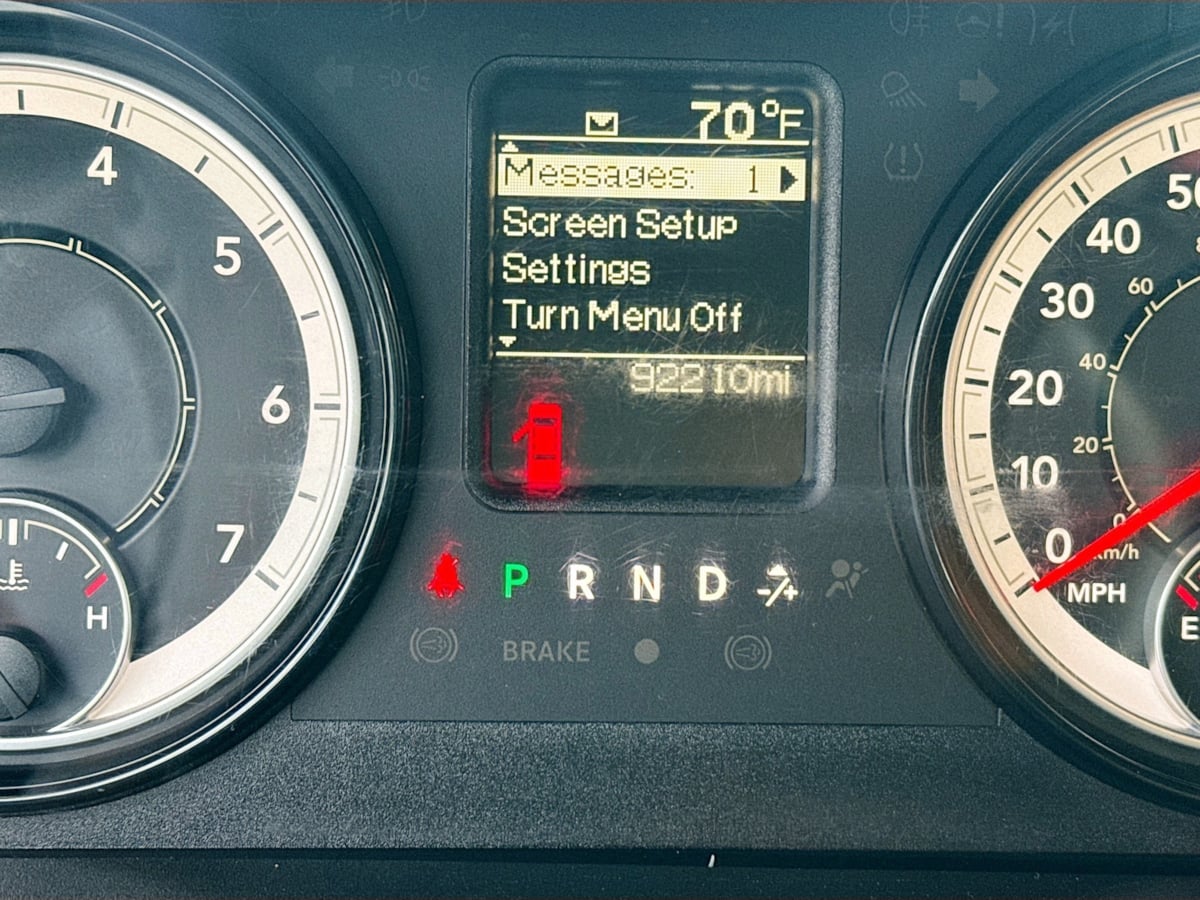 70°F
Messages: 1
Screen Setup
Settings
Turn Menu Off
92210mi
4
5
6
7
H
P R N D -/+
BRAKE
50
40
30
20
10
0
MPH
60
40
20
0
km/h
E